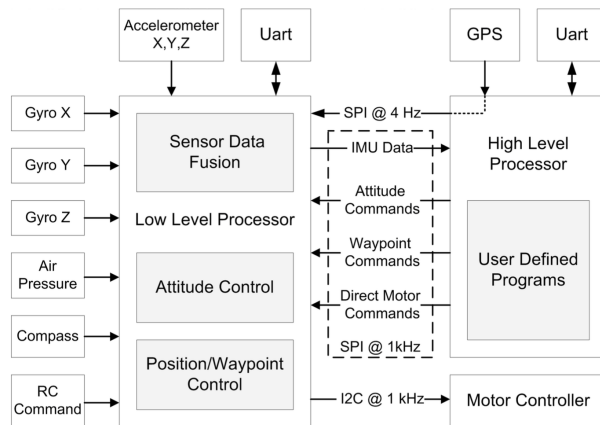 Accelerometer
X,Y,Z
Uart
GPS
Uart
Gyro X
Gyro Y
Gyro Z
Air
Pressure
Compass
RC
Command
Sensor Data
Fusion
Low Level Processor
Attitude Control
Position/Waypoint
Control
SPI @ 4 Hz
IMU Data
Attitude
Commands
Waypoint
Commands
Direct Motor
Commands
SPI @ 1kHz
I2C @ 1 kHz
High Level
Processor
User Defined
Programs
Motor Controller